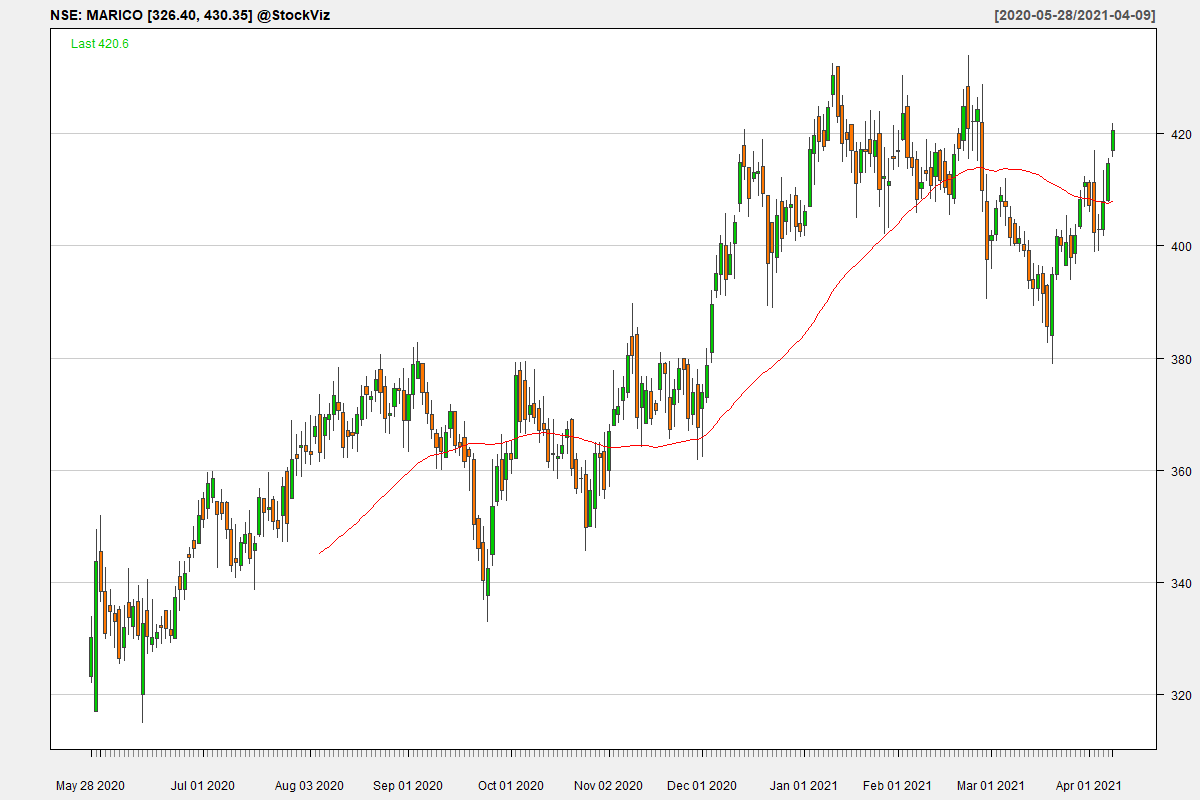 NSE: MARICO [326.40, 430.35] @StockViz
[2020-05-28/2021-04-09]
Last 420.6
420
400
380
360
340
320
May 28 2020 Jul 01 2020 Aug 03 2020 Sep 01 2020 Oct 01 2020 Nov 02 2020 Dec 01 2020 Jan 01 2021 Feb 01 2021 Mar 01 2021 Apr 01 2021